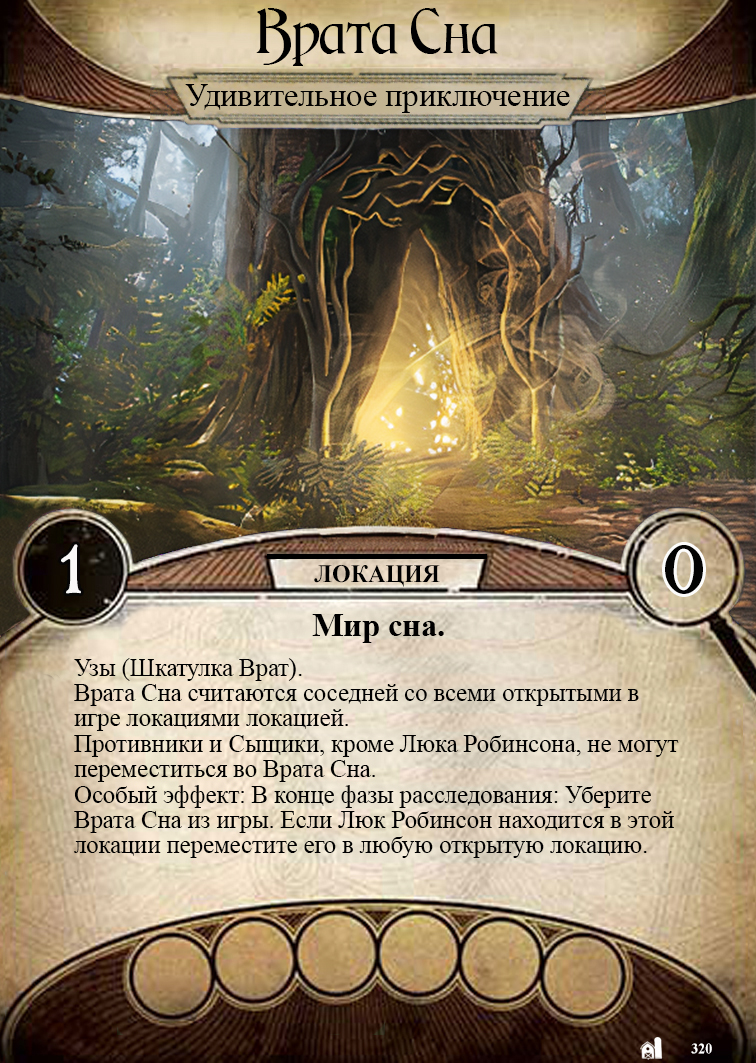 Врата Сна
Удивительное приключение
1
ЛОКАЦИЯ
0
Мир сна.
Узы (Шкатулка Врат).
Врата Сна считаются соседней со всеми открытыми в
игре локациями локацией.
Противники и Сыщики, кроме Люка Робинсона, не могут
переместиться во Врата Сна.
Особый эффект: В конце фазы расследования: Уберите
Врата Сна из игры. Если Люк Робинсон находится в этой
локации переместите его в любую открытую локацию.
320